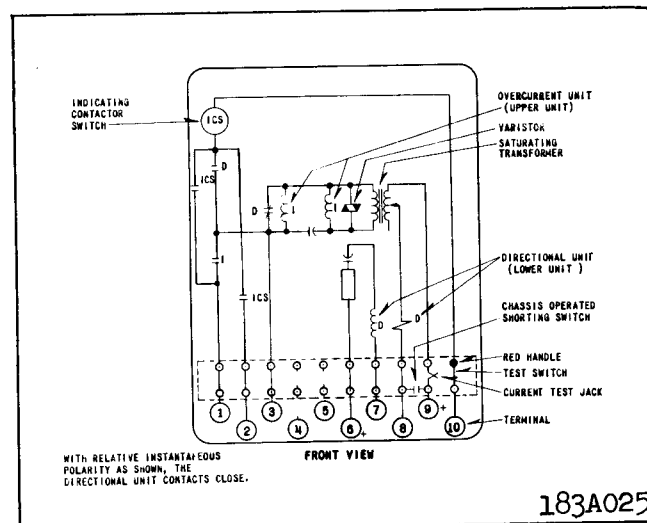 INDICATING
CONTACTOR
SWITCH
ICS
D
ICS
I
ICS
D
I
I
OVERCURRENT UNIT
(UPPER UNIT)
VARISTOR
SATURATING
TRANSFORMER
D
D
DIRECTIONAL UNIT
(LOWER UNIT)
CHASSIS OPERATED
SHORTING SWITCH
RED HANDLE
TEST SWITCH
CURRENT TEST JACK
TERMINAL
1
2
3
4
5
6
+
7
8
9
+
10
FRONT VIEW
WITH RELATIVE INSTANTANEOUS
POLARITY AS SHOWN, THE
DIRECTIONAL UNIT CONTACTS CLOSE.
183A025